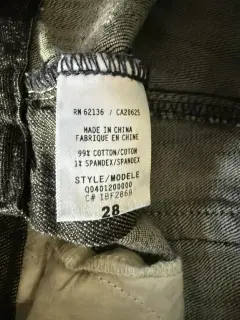 RN 62136 / CA20625
MADE IN CHINA
FABRIQUE EN CHINE
99% COTTON/COTON
1% SPANDEX/SPANDEX
STYLE/MODELE
Q0401200000
C# IBF2868
28